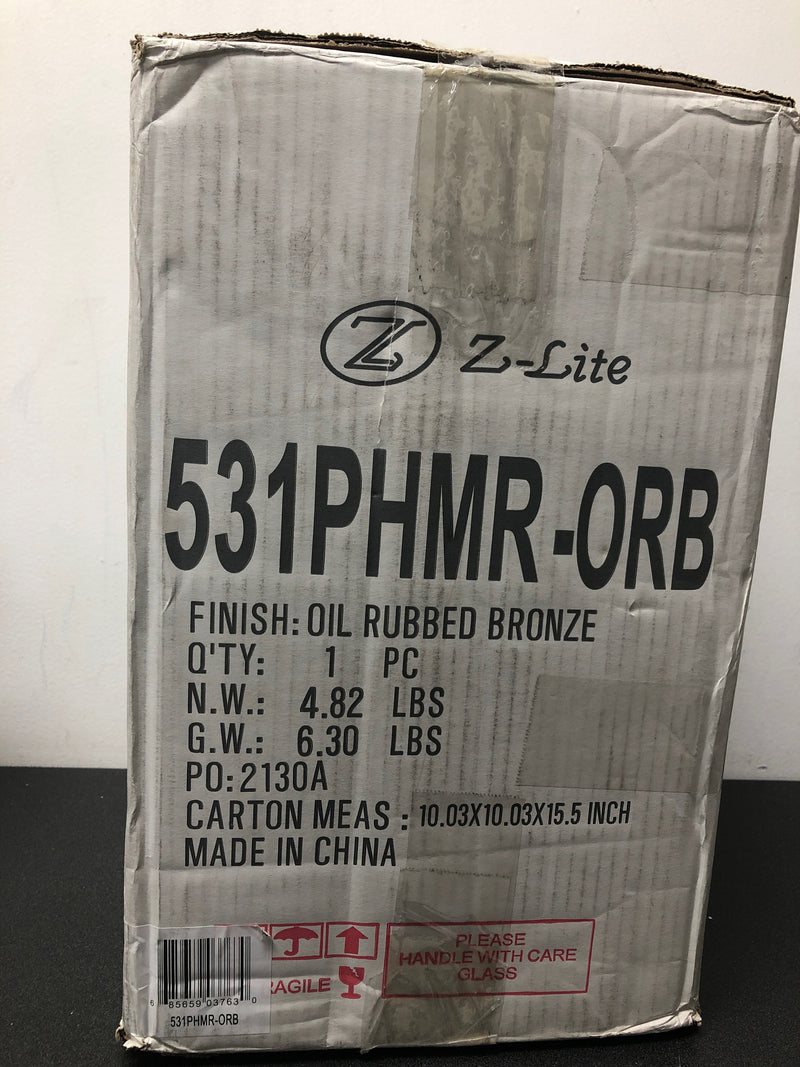 Z-Lite
531PHMR-ORB
FINISH: OIL RUBBED BRONZE
Q'TY: 1 PC
N.W.: 4.82 LBS
G.W.: 6.30 LBS
PO: 2130A
CARTON MEAS : 10.03X10.03X15.5 INCH
MADE IN CHINA
PLEASE
HANDLE WITH CARE
GLASS
RAGILE
6 85659 03763 0
531PHMR-ORB